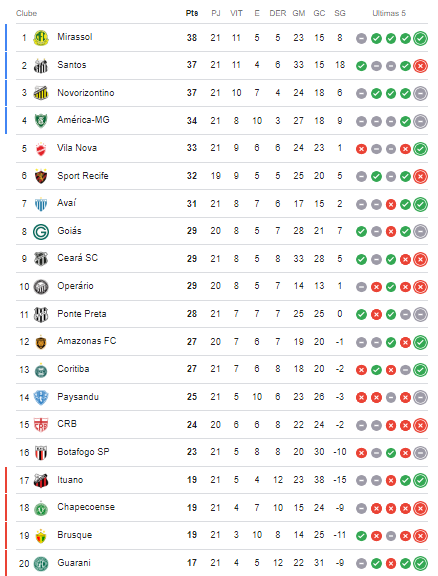 Clube Pts PJ VIT E DER GM GC SG Últimas 5
1 Mirassol 38 21 11 5 5 23 15 8
2 Santos 37 21 11 4 6 33 15 18
3 Novorizontino 37 21 10 7 4 24 18 6
4 América-MG 34 21 8 10 3 27 18 9
5 Vila Nova 33 21 9 6 6 24 23 1
6 Sport Recife 32 19 9 5 5 25 20 5
7 Avaí 31 21 8 7 6 17 15 2
8 Goiás 29 20 8 5 7 28 21 7
9 Ceará SC 29 21 8 5 8 33 28 5
10 Operário 29 20 8 5 7 14 13 1
11 Ponte Preta 28 21 7 7 7 25 25 0
12 Amazonas FC 27 20 7 6 7 19 20 -1
13 Coritiba 27 21 7 6 8 18 20 -2
14 Paysandu 25 21 5 10 6 23 26 -3
15 CRB 24 20 6 6 8 22 24 -2
16 Botafogo SP 23 21 5 8 8 20 30 -10
17 Ituano 19 21 5 4 12 23 38 -15
18 Chapecoense 19 21 4 7 10 15 24 -9
19 Brusque 19 21 3 10 8 14 25 -11
20 Guarani 17 21 4 5 12 22 31 -9